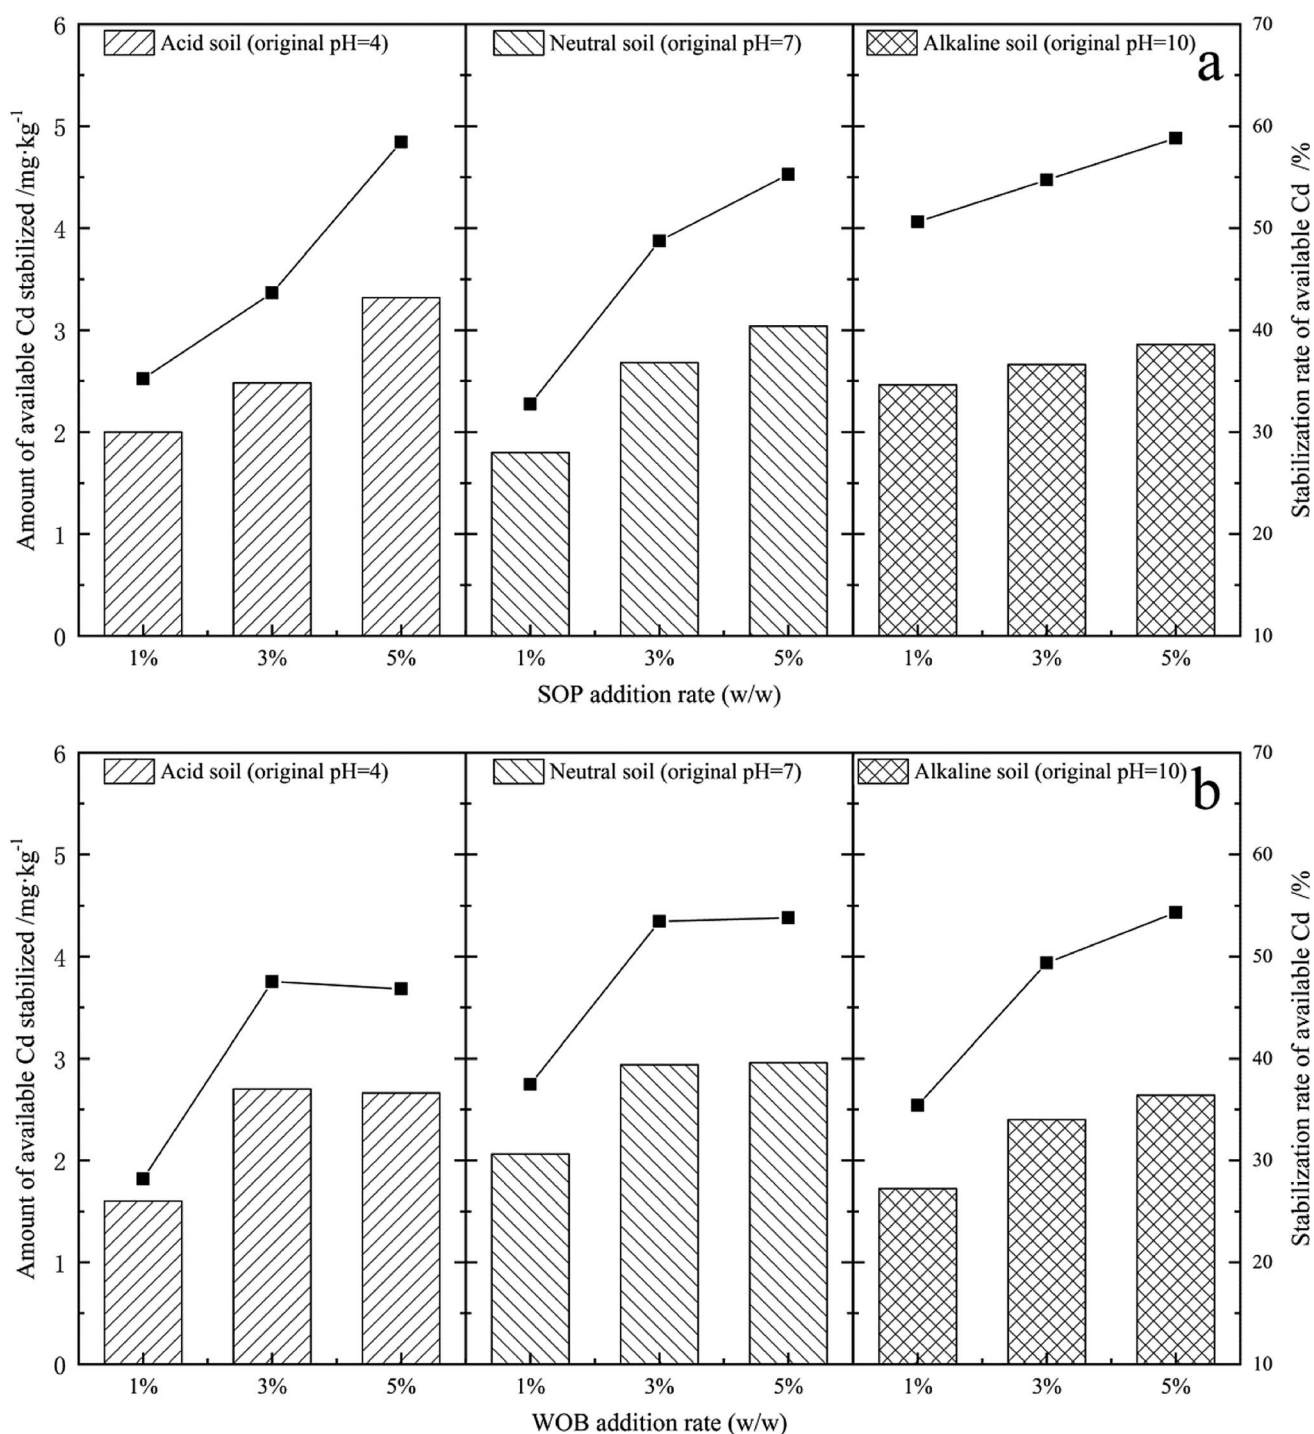 Amount of available Cd stabilized /mg·kg⁻¹
6
5
4
3
2
1
0
Acid soil (original pH=4)
Neutral soil (original pH=7)
Alkaline soil (original pH=10)
a
70
60
50
40
30
20
10
Stabilization rate of available Cd /%
1% 3% 5% 1% 3% 5% 1% 3% 5%
SOP addition rate (w/w)
Amount of available Cd stabilized /mg·kg⁻¹
6
5
4
3
2
1
0
Acid soil (original pH=4)
Neutral soil (original pH=7)
Alkaline soil (original pH=10)
b
70
60
50
40
30
20
10
Stabilization rate of available Cd /%
1% 3% 5% 1% 3% 5% 1% 3% 5%
WOB addition rate (w/w)